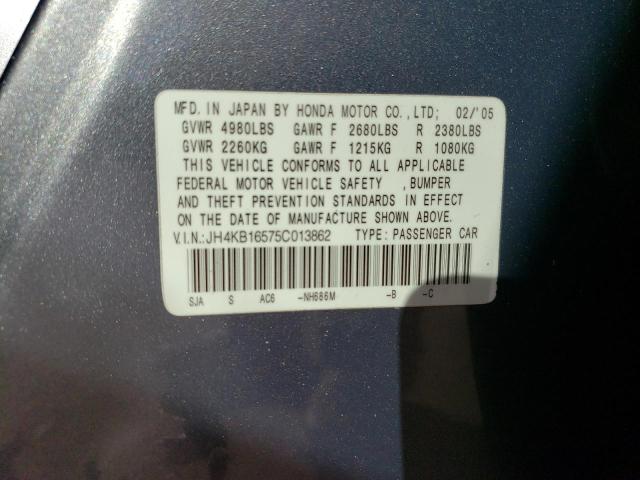 MFD. IN JAPAN BY HONDA MOTOR CO.,LTD; 02/'05
GVWR 4980LBS GAWR F 2680LBS R 2380LBS
GVWR 2260KG GAWR F 1215KG R 1080KG
THIS VEHICLE CONFORMS TO ALL APPLICABLE
FEDERAL MOTOR VEHICLE SAFETY ,BUMPER
AND THEFT PREVENTION STANDARDS IN EFFECT
ON THE DATE OF MANUFACTURE SHOWN ABOVE.
V.I.N.:JH4KB16575C013862 TYPE: PASSENGER CAR
SJA S AC6 -NH686M -B -C